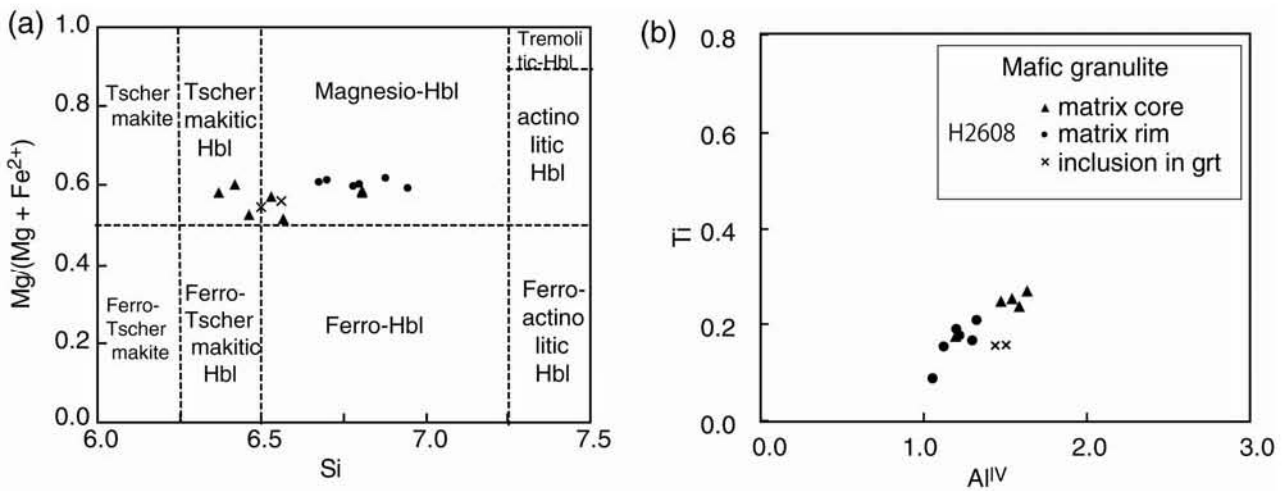 (a)
Mg/(Mg + Fe2+)
1.0
0.8
0.6
0.4
0.2
0.0
Tscher
makite
Tscher
makitic
Hbl
Magnesio-Hbl
Tremoli
tic-Hbl
actino
litic
Hbl
Ferro-
Tscher
makite
Ferro-
Tscher
makitic
Hbl
Ferro-Hbl
Ferro-
actino
litic
Hbl
6.0 6.5 7.0 7.5
Si
(b)
Ti
0.8
0.6
0.4
0.2
0.0
Mafic granulite
H2608
matrix core
matrix rim
inclusion in grt
0.0 1.0 2.0 3.0
AlIV